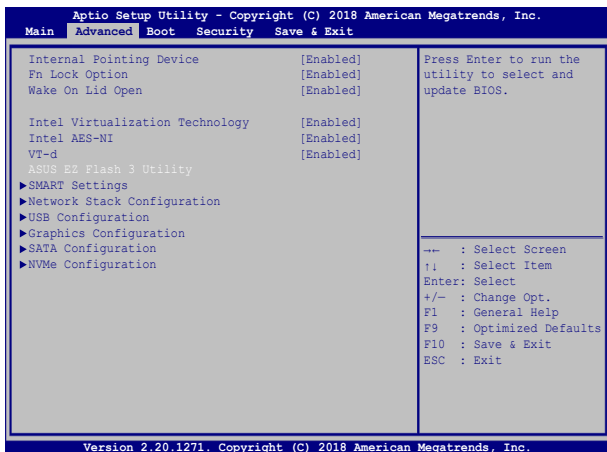 Aptio Setup Utility - Copyright (C) 2018 American Megatrends, Inc.
Main Advanced Boot Security Save & Exit
Internal Pointing Device [Enabled]
Fn Lock Option [Enabled]
Wake On Lid Open [Enabled]
Intel Virtualization Technology [Enabled]
Intel AES-NI [Enabled]
VT-d [Enabled]
ASUS EZ Flash 3 Utility
▶SMART Settings
▶Network Stack Configuration
▶USB Configuration
▶Graphics Configuration
▶SATA Configuration
▶NVMe Configuration
Press Enter to run the
utility to select and
update BIOS.
→← : Select Screen
↑↓ : Select Item
Enter: Select
+/— : Change Opt.
F1 : General Help
F9 : Optimized Defaults
F10 : Save & Exit
ESC : Exit
Version 2.20.1271. Copyright (C) 2018 American Megatrends, Inc.